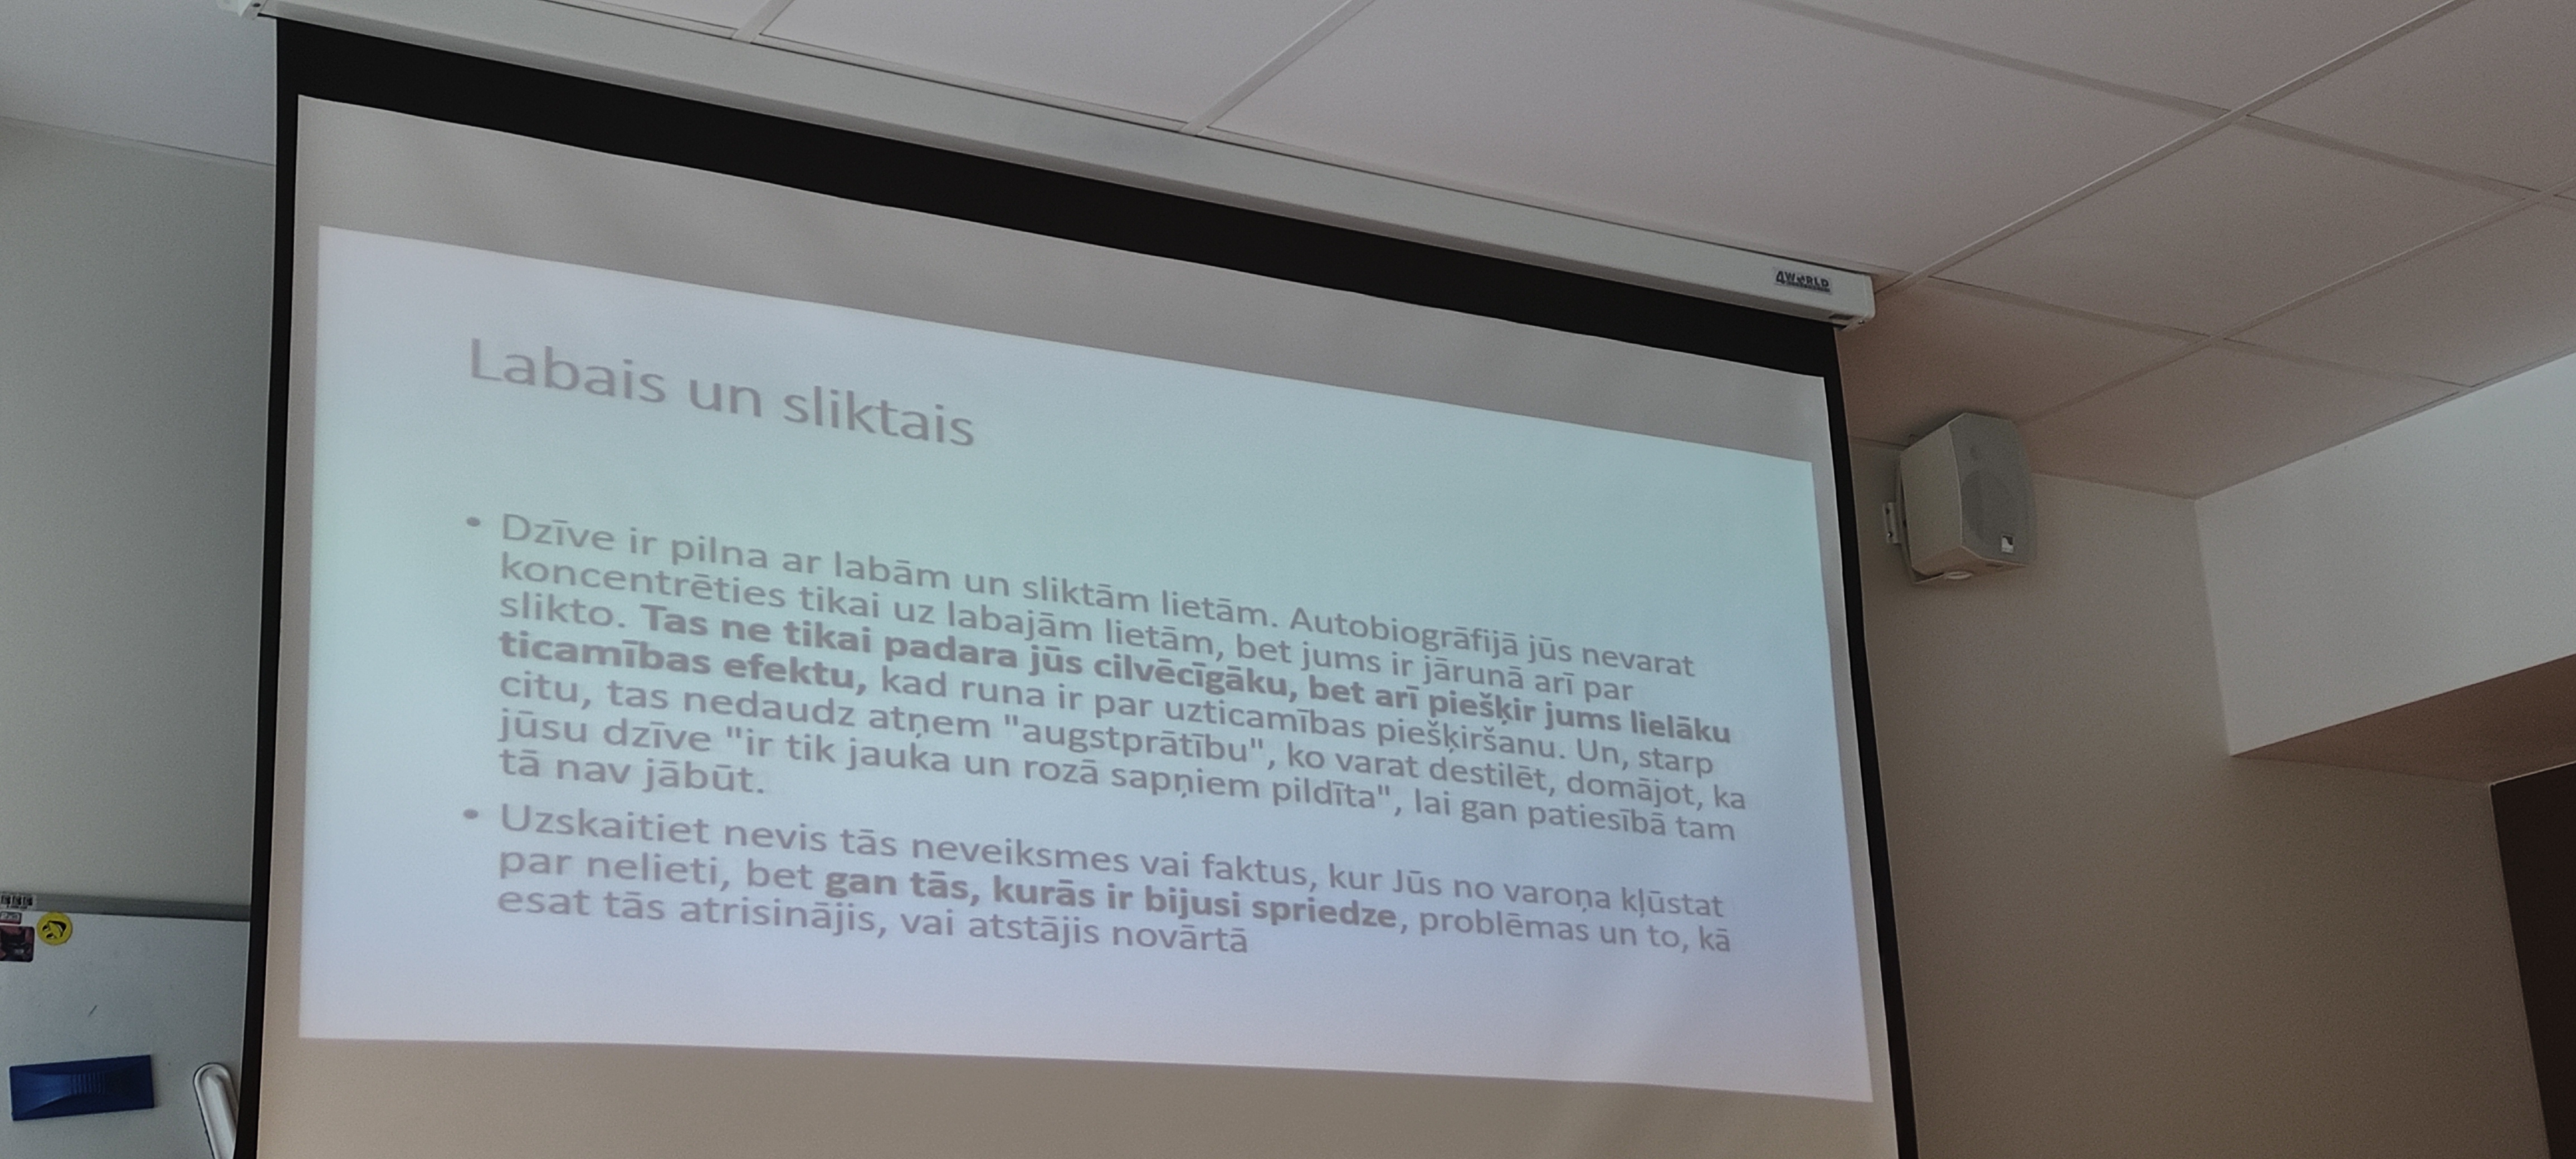 4WORLD
Labais un sliktais
• Dzīve ir pilna ar labām un sliktām lietām. Autobiogrāfijā jūs nevarat
koncentrēties tikai uz labajām lietām, bet jums ir jārunā arī par
slikto. Tas ne tikai padara jūs cilvēcīgāku, bet arī piešķir jums lielāku
ticamības efektu, kad runa ir par uzticamības piešķiršanu. Un, starp
citu, tas nedaudz atņem "augstprātību", ko varat destilēt, domājot, ka
jūsu dzīve "ir tik jauka un rozā sapņiem pildīta", lai gan patiesībā tam
tā nav jābūt.
• Uzskaitiet nevis tās neveiksmes vai faktus, kur Jūs no varoņa kļūstat
par nelieti, bet gan tās, kurās ir bijusi spriedze, problēmas un to, kā
esat tās atrisinājis, vai atstājis novārtā